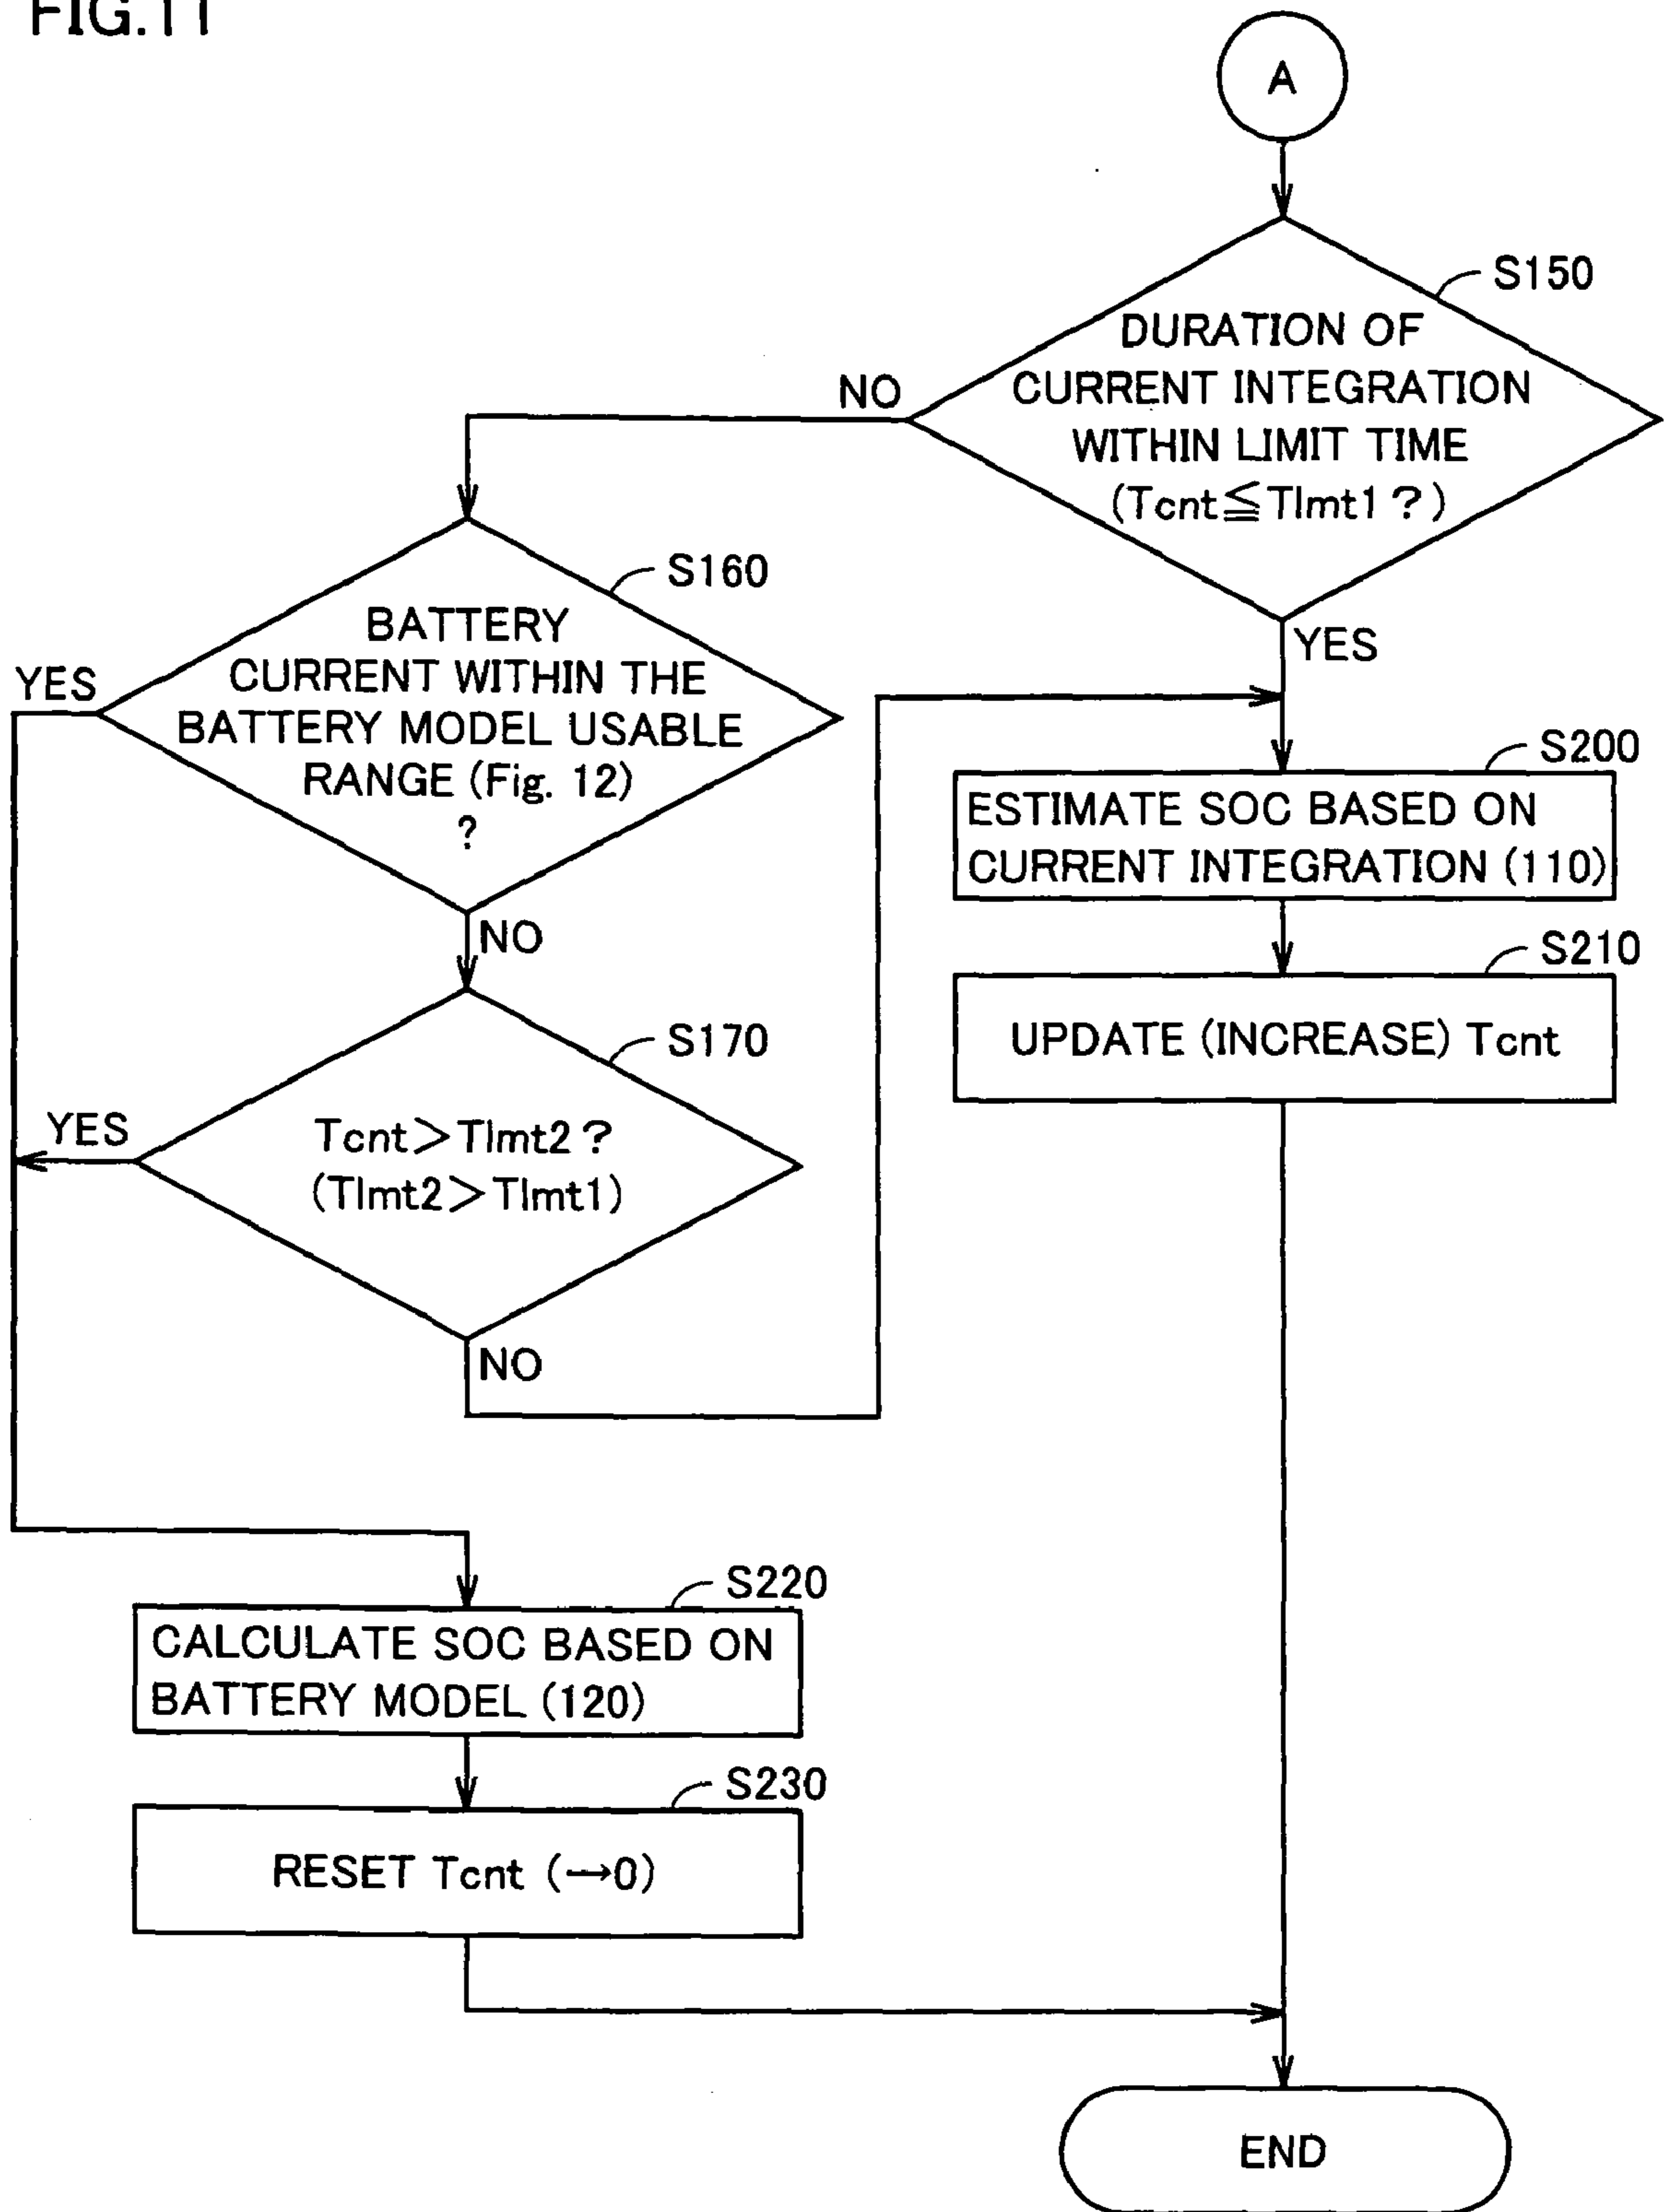 FIG.11
A
S150
DURATION OF
CURRENT INTEGRATION
WITHIN LIMIT TIME
(Tcnt≦Tlmt1?)
NO
YES
S160
BATTERY
CURRENT WITHIN THE
BATTERY MODEL USABLE
RANGE (Fig. 12)
?
YES
NO
S170
Tcnt>Tlmt2?
(Tlmt2>Tlmt1)
YES
NO
S200
ESTIMATE SOC BASED ON
CURRENT INTEGRATION (110)
S210
UPDATE (INCREASE) Tcnt
S220
CALCULATE SOC BASED ON
BATTERY MODEL (120)
S230
RESET Tcnt (→0)
END